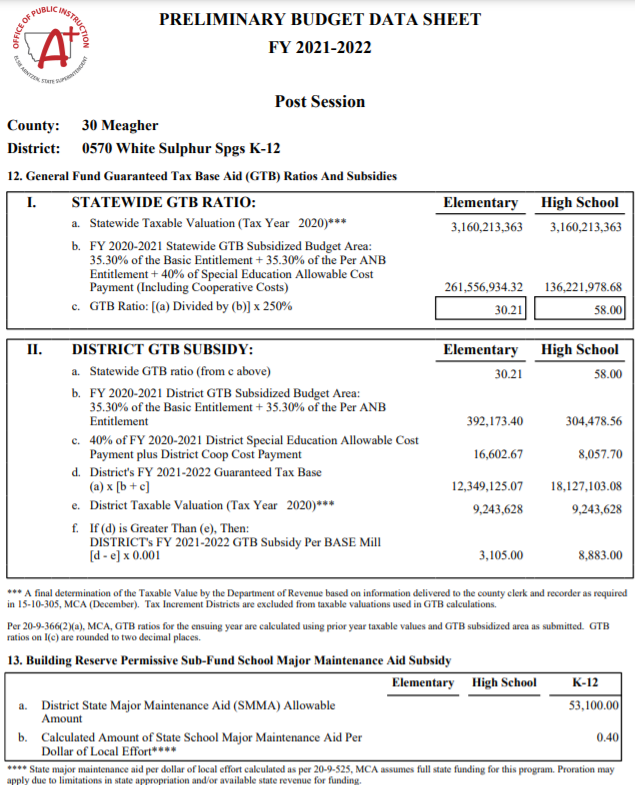 OFFICE OF PUBLIC INSTRUCTION
A+
ELSIE ARNTZEN, STATE SUPERINTENDENT
PRELIMINARY BUDGET DATA SHEET
FY 2021-2022
Post Session
County: 30 Meagher
District: 0570 White Sulphur Spgs K-12
12. General Fund Guaranteed Tax Base Aid (GTB) Ratios And Subsidies
I. STATEWIDE GTB RATIO: Elementary High School
a. Statewide Taxable Valuation (Tax Year 2020)*** 3,160,213,363 3,160,213,363
b. FY 2020-2021 Statewide GTB Subsidized Budget Area:
35.30% of the Basic Entitlement + 35.30% of the Per ANB
Entitlement + 40% of Special Education Allowable Cost
Payment (Including Cooperative Costs) 261,556,934.32 136,221,978.68
c. GTB Ratio: [(a) Divided by (b)] x 250% 30.21 58.00
II. DISTRICT GTB SUBSIDY: Elementary High School
a. Statewide GTB ratio (from c above) 30.21 58.00
b. FY 2020-2021 District GTB Subsidized Budget Area:
35.30% of the Basic Entitlement + 35.30% of the Per ANB
Entitlement 392,173.40 304,478.56
c. 40% of FY 2020-2021 District Special Education Allowable Cost
Payment plus District Coop Cost Payment 16,602.67 8,057.70
d. District's FY 2021-2022 Guaranteed Tax Base
(a) x [b + c] 12,349,125.07 18,127,103.08
e. District Taxable Valuation (Tax Year 2020)*** 9,243,628 9,243,628
f. If (d) is Greater Than (e), Then:
DISTRICT's FY 2021-2022 GTB Subsidy Per BASE Mill
[d - e] x 0.001 3,105.00 8,883.00
*** A final determination of the Taxable Value by the Department of Revenue based on information delivered to the county clerk and recorder as required
in 15-10-305, MCA (December). Tax Increment Districts are excluded from taxable valuations used in GTB calculations.
Per 20-9-366(2)(a), MCA, GTB ratios for the ensuing year are calculated using prior year taxable values and GTB subsidized area as submitted. GTB
ratios on I(c) are rounded to two decimal places.
13. Building Reserve Permissive Sub-Fund School Major Maintenance Aid Subsidy
Elementary High School K-12
a. District State Major Maintenance Aid (SMMA) Allowable
Amount 53,100.00
b. Calculated Amount of State School Major Maintenance Aid Per
Dollar of Local Effort**** 0.40
**** State major maintenance aid per dollar of local effort calculated as per 20-9-525, MCA assumes full state funding for this program. Proration may
apply due to limitations in state appropriation and/or available state revenue for funding.